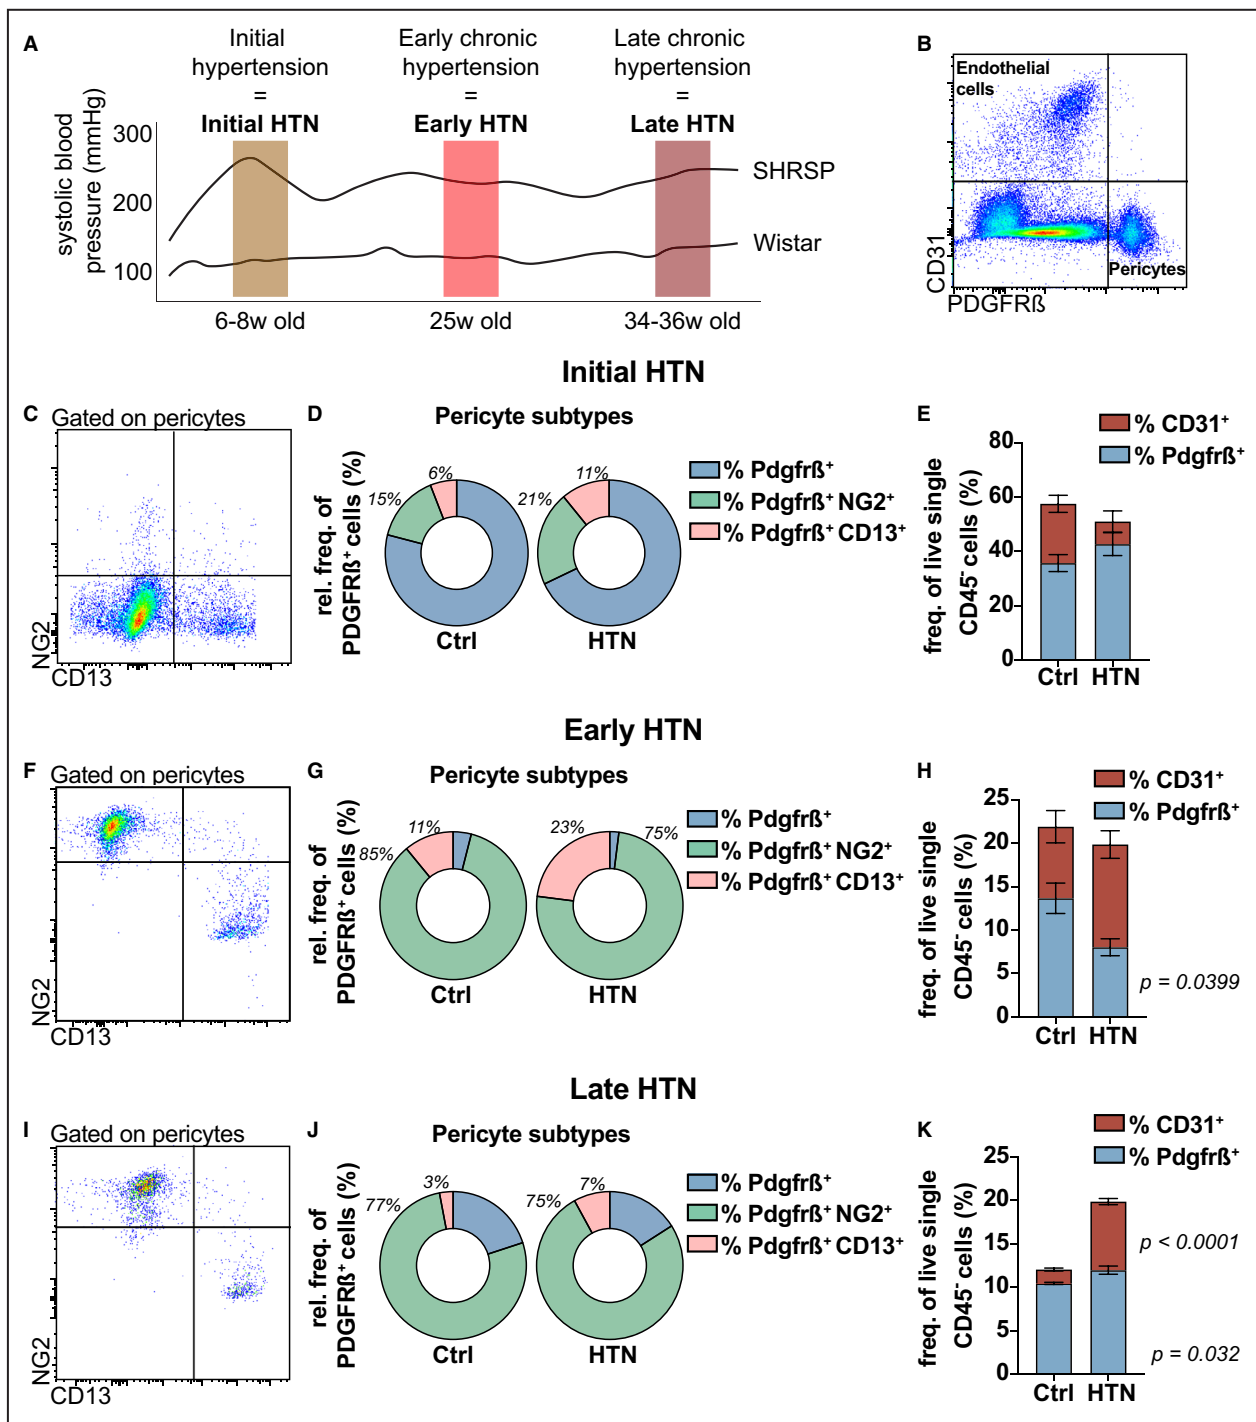 A
Initial
hypertension
=
Initial HTN
Early chronic
hypertension
=
Early HTN
Late chronic
hypertension
=
Late HTN
systolic blood
pressure (mmHg)
300
200
100
SHRSP
Wistar
6-8w old
25w old
34-36w old
B
Endothelial
cells
Pericytes
CD31
PDGFRß
Initial HTN
C
Gated on pericytes
NG2
CD13
D
Pericyte subtypes
rel. freq. of
PDGFRß⁺ cells (%)
15%
6%
Ctrl
21%
11%
HTN
% Pdgfrß⁺
% Pdgfrß⁺ NG2⁺
% Pdgfrß⁺ CD13⁺
E
% CD31⁺
% Pdgfrß⁺
freq. of live single
CD45⁻ cells (%)
80
60
40
20
0
Ctrl HTN
Early HTN
F
Gated on pericytes
NG2
CD13
G
Pericyte subtypes
rel. freq. of
PDGFRß⁺ cells (%)
85%
11%
Ctrl
23%
75%
HTN
% Pdgfrß⁺
% Pdgfrß⁺ NG2⁺
% Pdgfrß⁺ CD13⁺
H
% CD31⁺
% Pdgfrß⁺
freq. of live single
CD45⁻ cells (%)
25
20
15
10
5
0
p = 0.0399
Ctrl HTN
Late HTN
I
Gated on pericytes
NG2
CD13
J
Pericyte subtypes
rel. freq. of
PDGFRß⁺ cells (%)
77%
3%
Ctrl
75%
7%
HTN
% Pdgfrß⁺
% Pdgfrß⁺ NG2⁺
% Pdgfrß⁺ CD13⁺
K
% CD31⁺
% Pdgfrß⁺
freq. of live single
CD45⁻ cells (%)
25
20
15
10
5
0
p < 0.0001
p = 0.032
Ctrl HTN